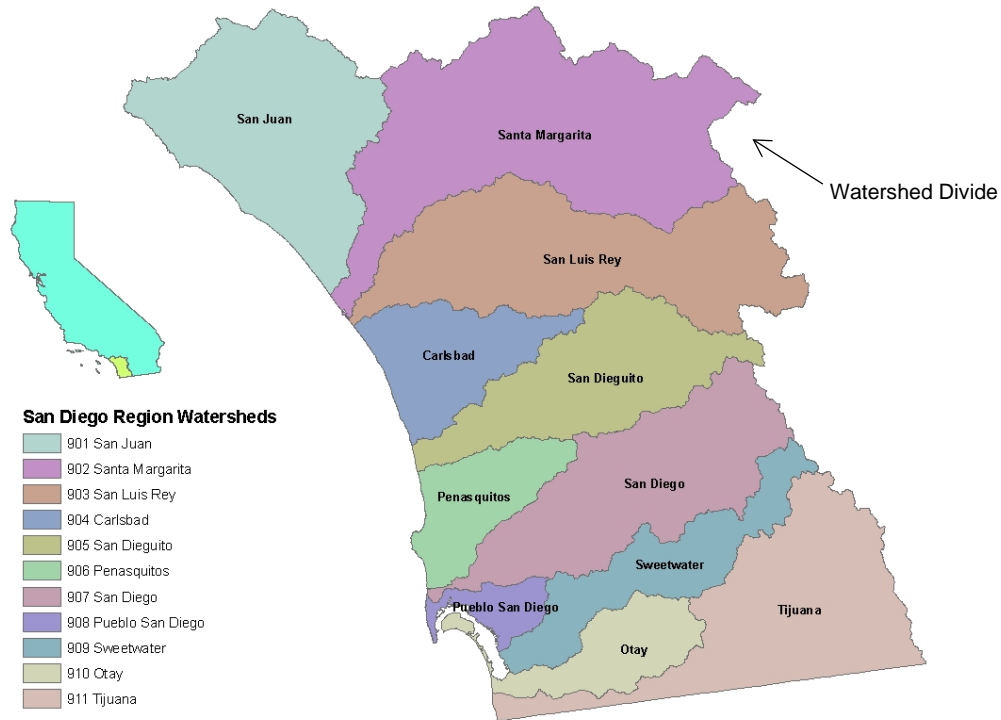 San Juan
Santa Margarita
Watershed Divide
San Luis Rey
Carlsbad
San Dieguito
San Diego Region Watersheds
901 San Juan
902 Santa Margarita
903 San Luis Rey
904 Carlsbad
905 San Dieguito
906 Penasquitos
907 San Diego
908 Pueblo San Diego
909 Sweetwater
910 Otay
911 Tijuana
Penasquitos
San Diego
Sweetwater
Pueblo San Diego
Tijuana
Otay